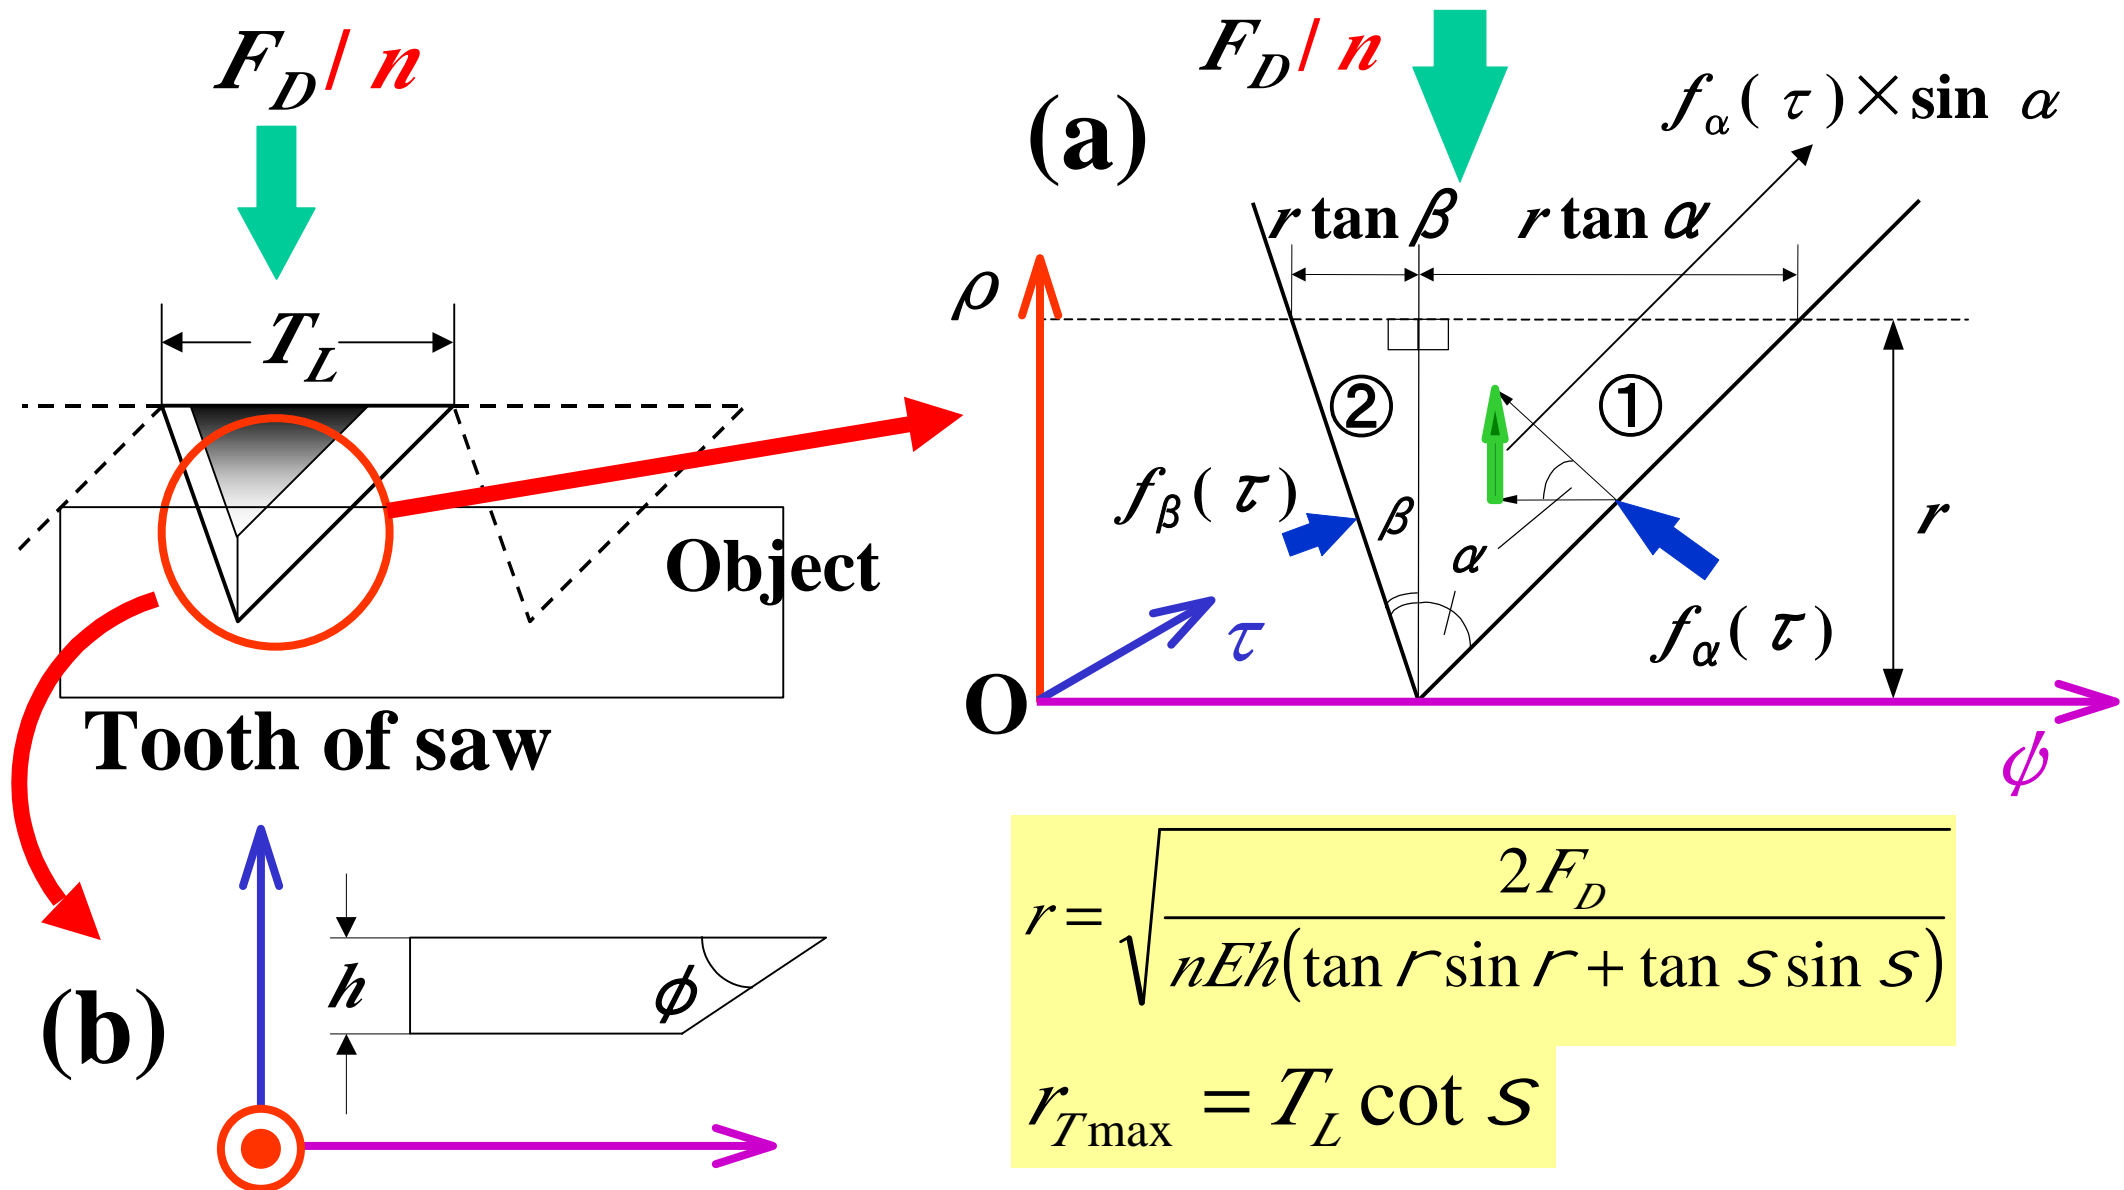 F_D / n
T_L
Object
Tooth of saw
(a)
F_D / n
f_α( τ )×sin α
r tan β
r tan α
ρ
②
①
f_β( τ )
β
α
r
f_α( τ )
τ
O
ϕ
(b)
h
ϕ
r = √(2F_D / nEh(tan r sin r + tan s sin s))
r_Tmax = T_L cot s